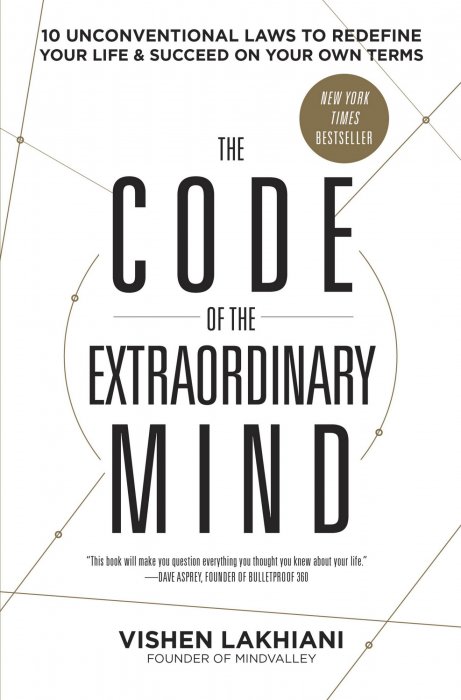 10 UNCONVENTIONAL LAWS TO REDEFINE
YOUR LIFE & SUCCEED ON YOUR OWN TERMS
NEW YORK
TIMES
BESTSELLER
THE
CODE
OF THE
EXTRAORDINARY
MIND
"This book will make you question everything you thought you knew about your life."
—DAVE ASPREY, FOUNDER OF BULLETPROOF 360
VISHEN LAKHIANI
FOUNDER OF MINDVALLEY